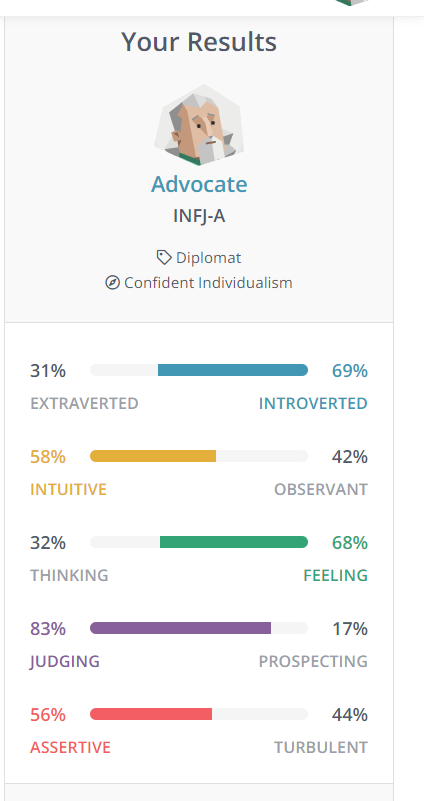 Your Results
Advocate
INFJ-A
Diplomat
Confident Individualism
31% 69%
EXTRAVERTED INTROVERTED
58% 42%
INTUITIVE OBSERVANT
32% 68%
THINKING FEELING
83% 17%
JUDGING PROSPECTING
56% 44%
ASSERTIVE TURBULENT